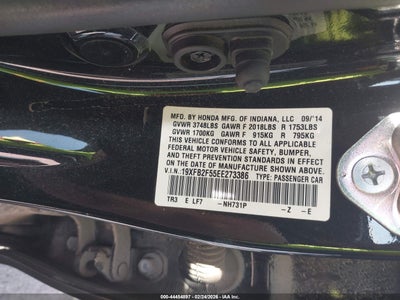 MFD. BY HONDA MFG. OF INDIANA, LLC 09/'14
GVWR 3748LBS GAWR F 2018LBS R 1753LBS
GVWR 1700KG GAWR F 915KG R 795KG
THIS VEHICLE CONFORMS TO ALL APPLICABLE
FEDERAL MOTOR VEHICLE SAFETY, BUMPER,
AND THEFT PREVENTION STANDARDS IN EFFECT
ON THE DATE OF MANUFACTURE SHOWN ABOVE.
V.I.N.: 19XFB2F55EE273386 TYPE: PASSENGER CAR
TR3 E LF7 -NH731P -Z -E
000-44454897 - 02/24/2026 - IAAI.COM